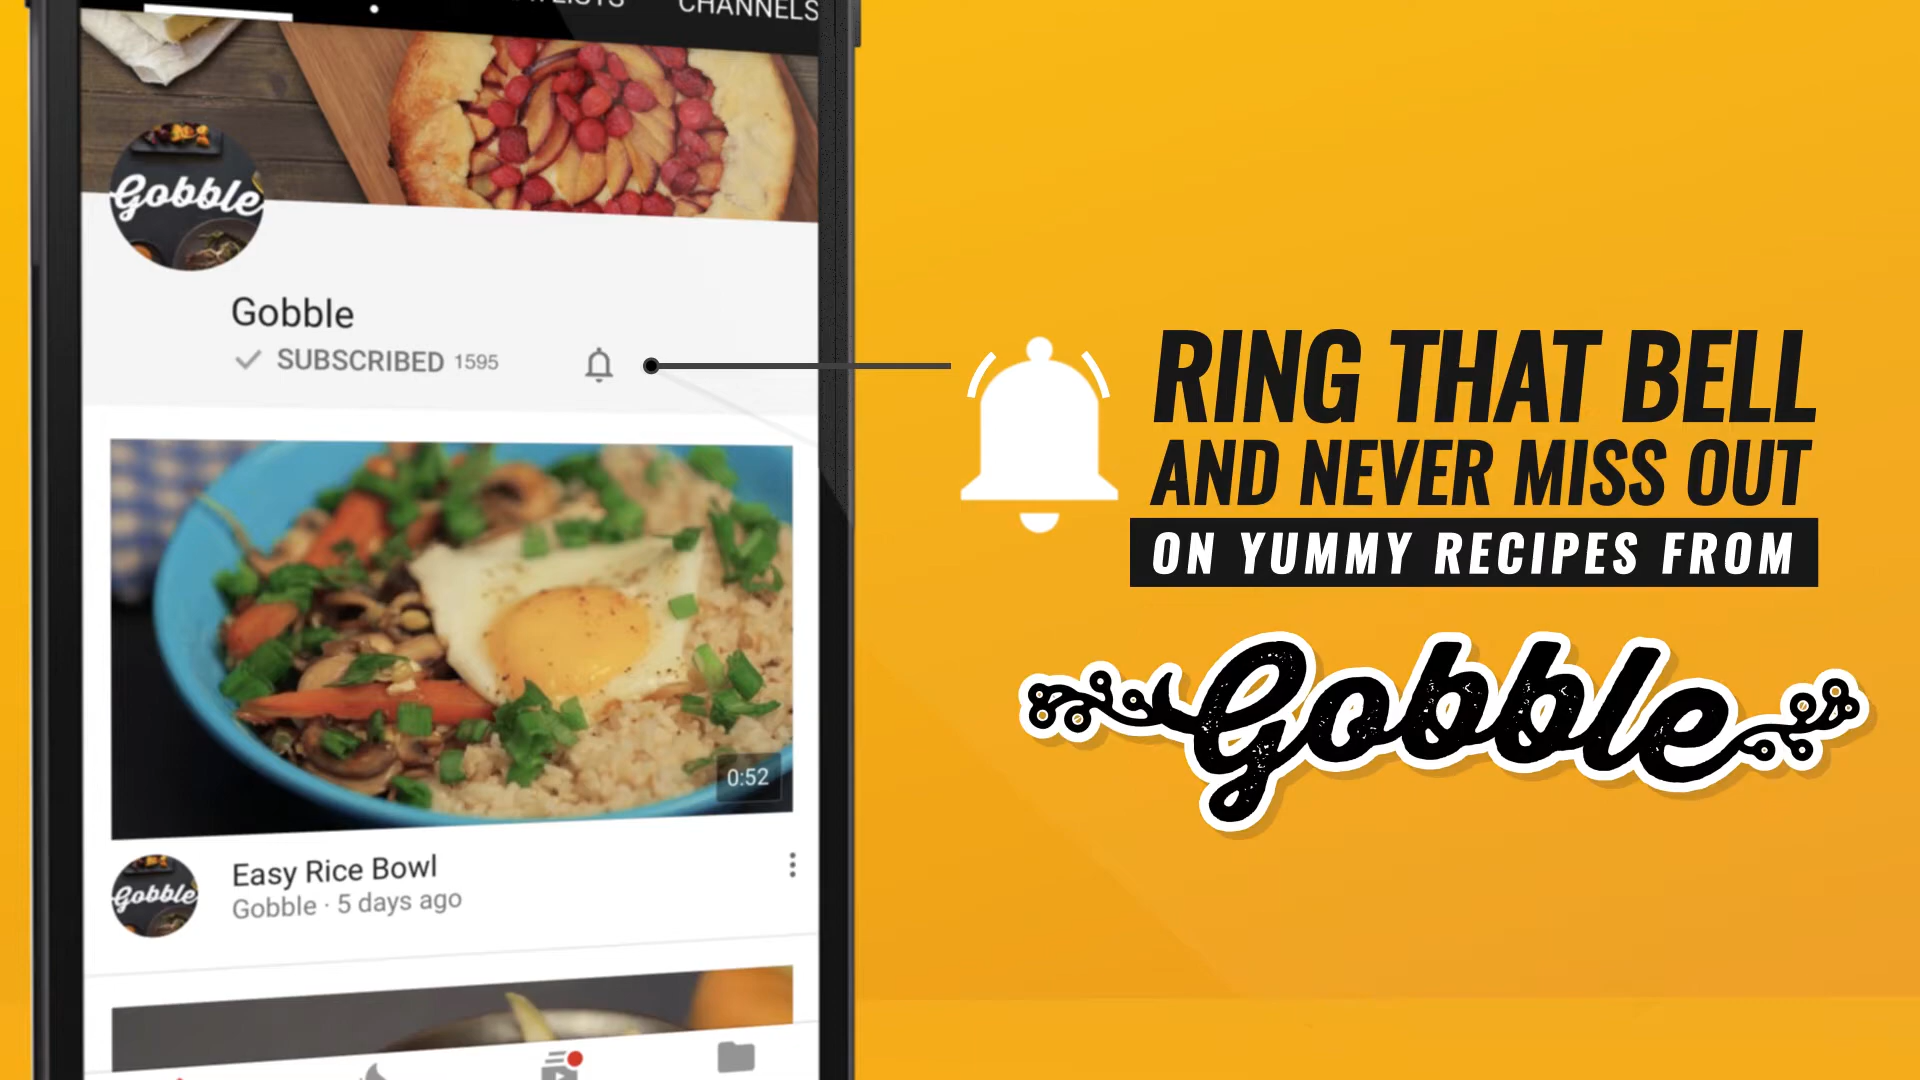 CHANNELS
Gobble
Gobble
SUBSCRIBED 1595
0:52
Easy Rice Bowl
Gobble · 5 days ago
Gobble
RING THAT BELL
AND NEVER MISS OUT
ON YUMMY RECIPES FROM
Gobble